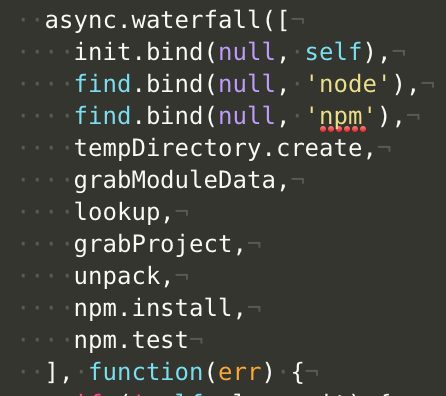 async.waterfall([
init.bind(null, self),
find.bind(null, 'node'),
find.bind(null, 'npm'),
tempDirectory.create,
grabModuleData,
lookup,
grabProject,
unpack,
npm.install,
npm.test
], function(err) {